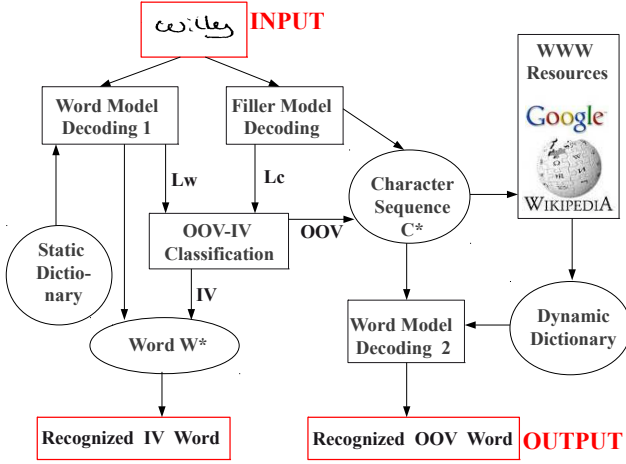 Willey
INPUT
WWW
Resources
Google
WIKIPEDIA
Word Model
Decoding 1
Filler Model
Decoding
Lw
Lc
Character
Sequence
C*
OOV-IV
Classification
OOV
Static
Dictio-
nary
IV
Word W*
Word Model
Decoding 2
Dynamic
Dictionary
Recognized IV Word
Recognized OOV Word
OUTPUT